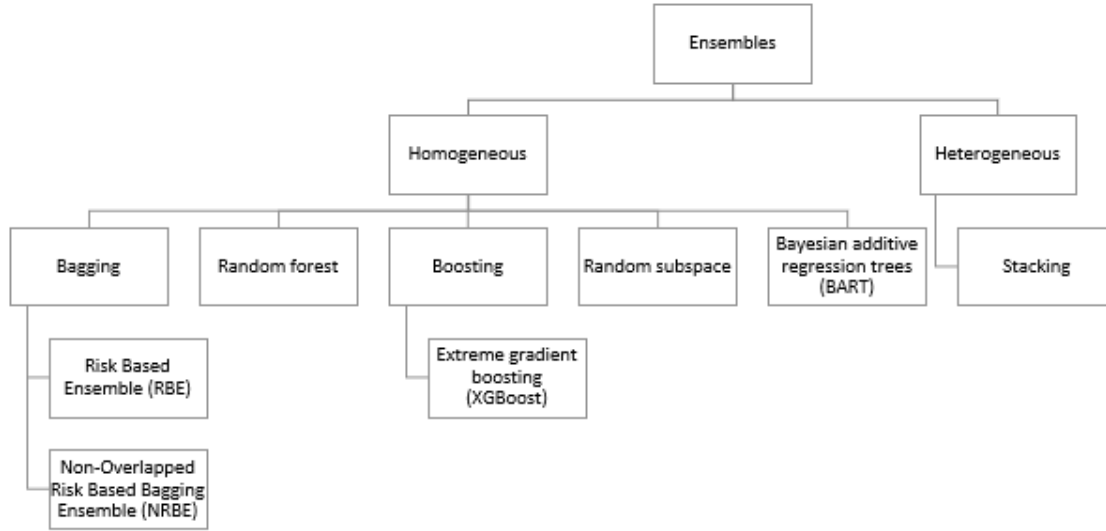 Ensembles
Homogeneous
Heterogeneous
Bagging
Random forest
Boosting
Random subspace
Bayesian additive
regression trees
(BART)
Stacking
Risk Based
Ensemble (RBE)
Extreme gradient
boosting
(XGBoost)
Non-Overlapped
Risk Based Bagging
Ensemble (NRBE)